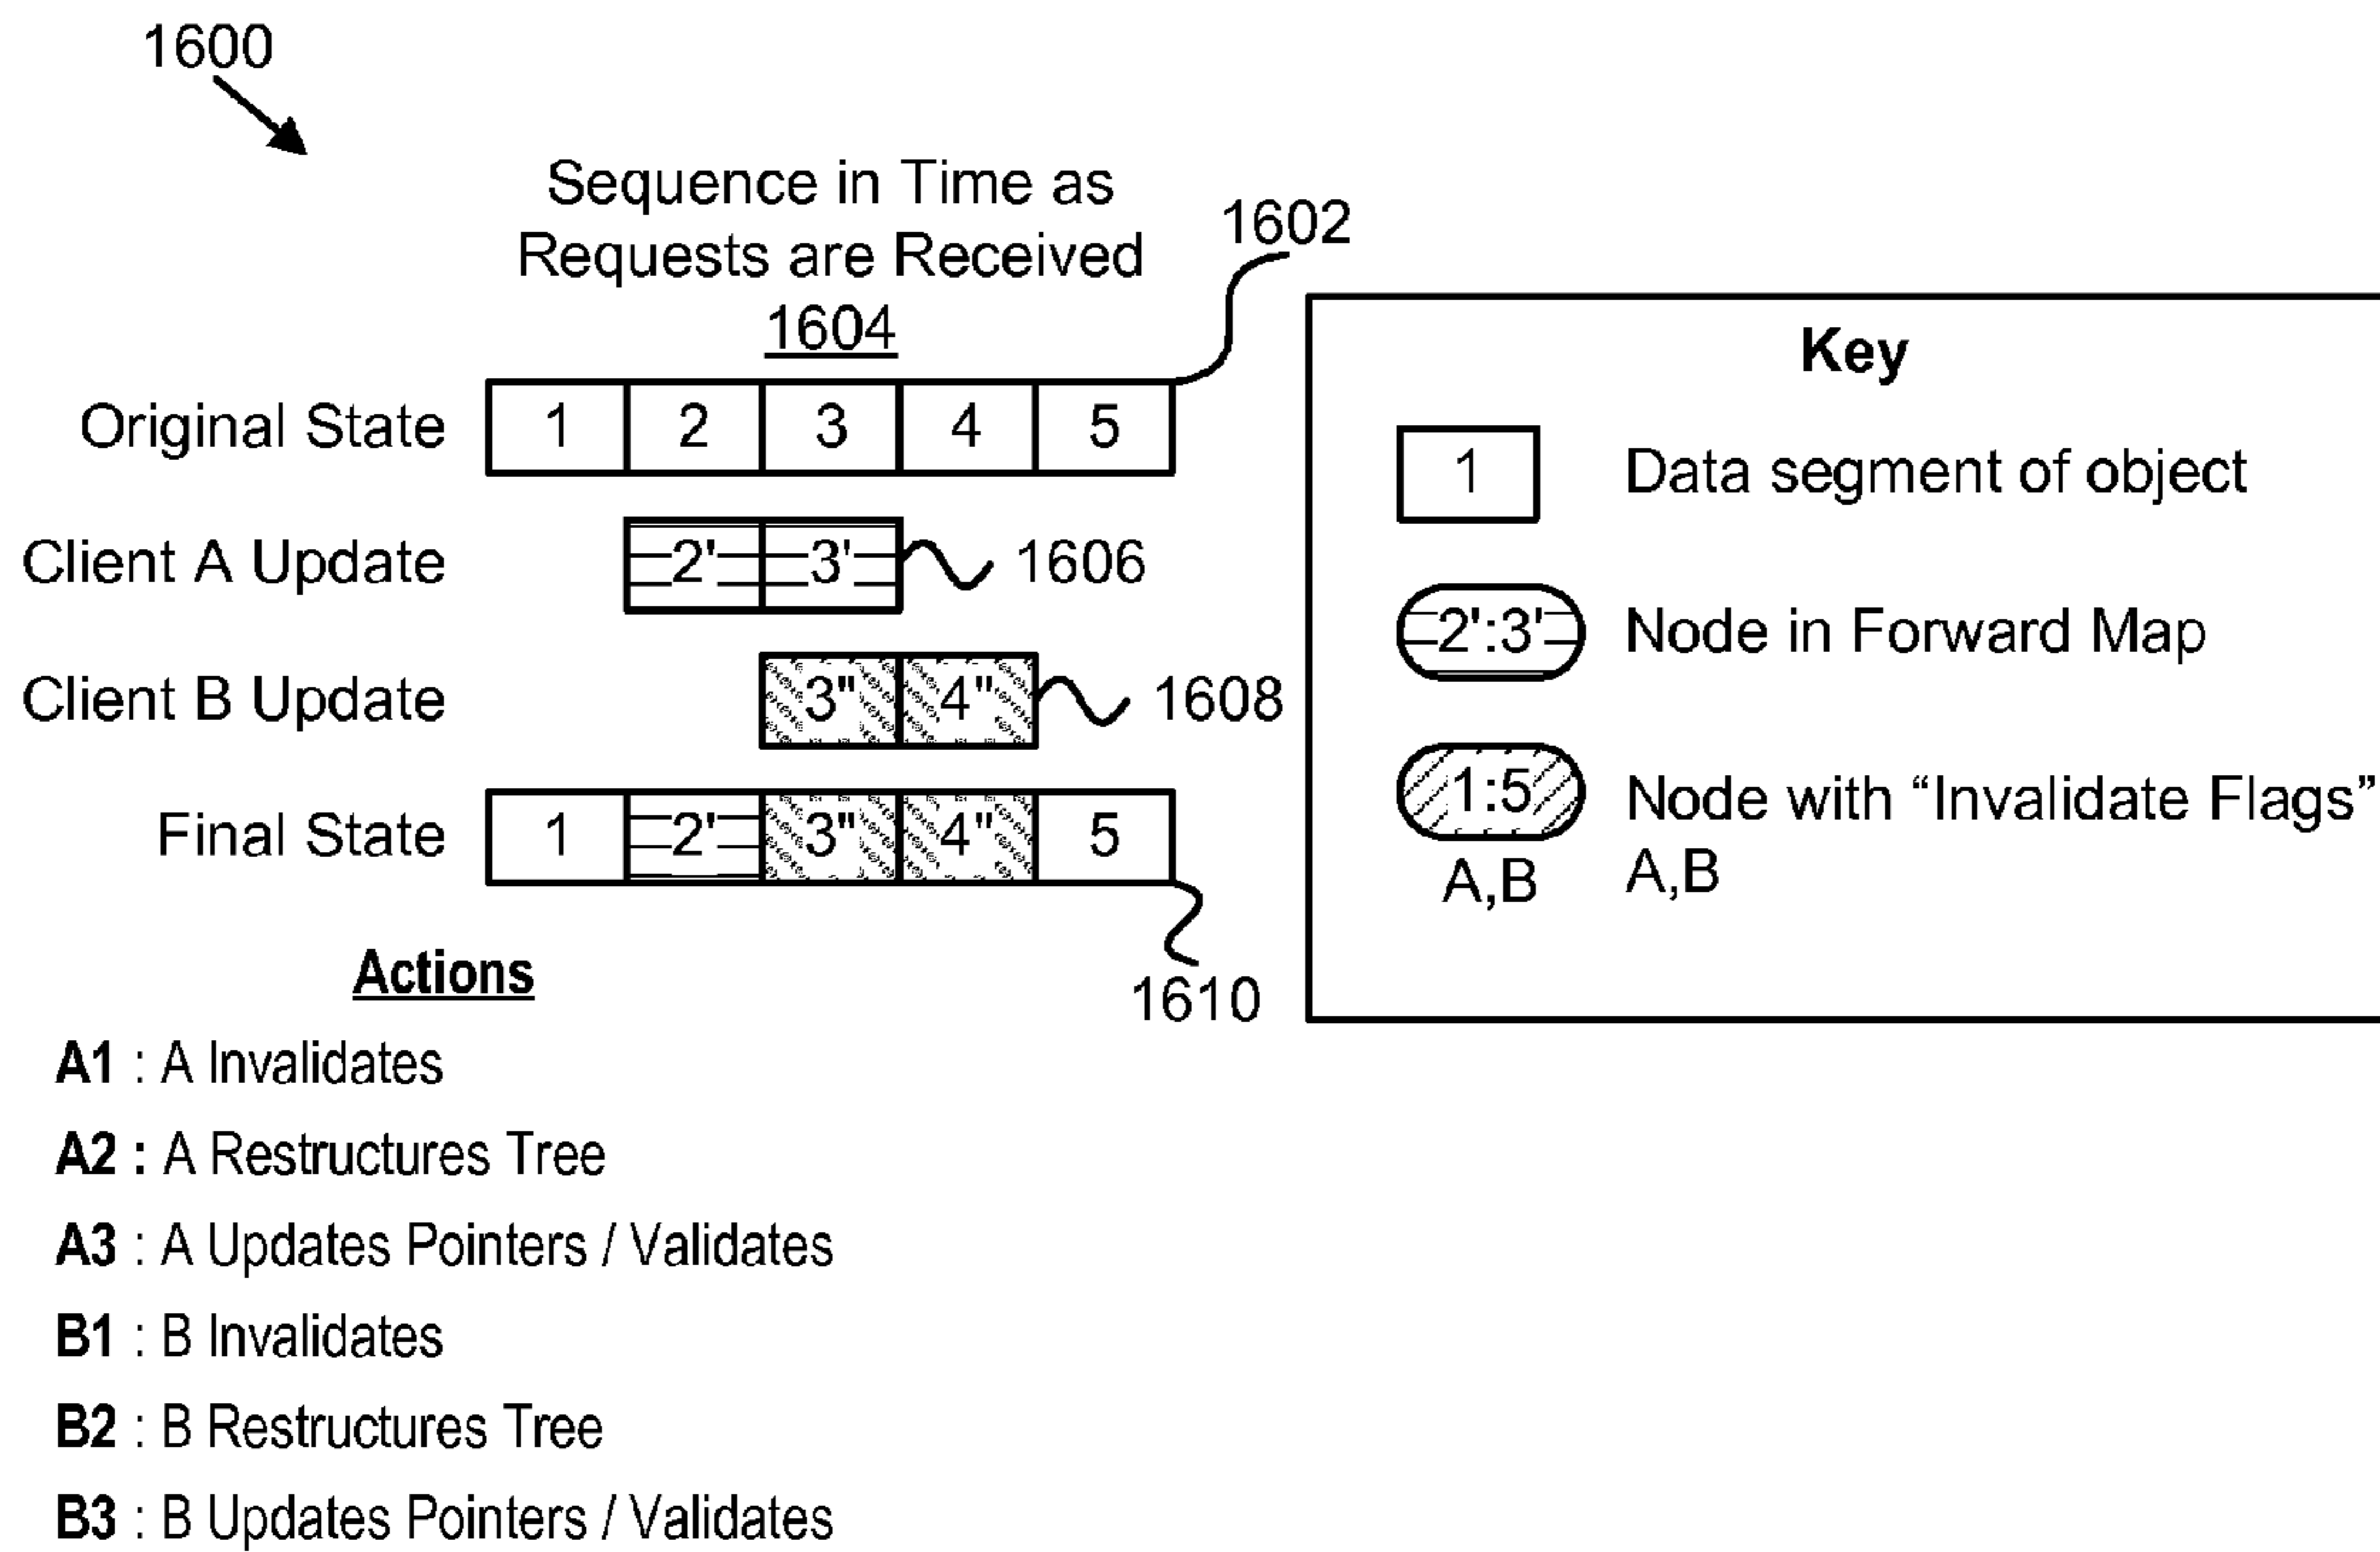 1600
Sequence in Time as
Requests are Received
1604
1602
Original State 1 2 3 4 5
Client A Update 2' 3' 1606
Client B Update 3" 4" 1608
Final State 1 2' 3" 4" 5
1610
Key
1 Data segment of object
2':3' Node in Forward Map
1:5 Node with “Invalidate Flags”
A,B A,B
Actions
A1 : A Invalidates
A2 : A Restructures Tree
A3 : A Updates Pointers / Validates
B1 : B Invalidates
B2 : B Restructures Tree
B3 : B Updates Pointers / Validates